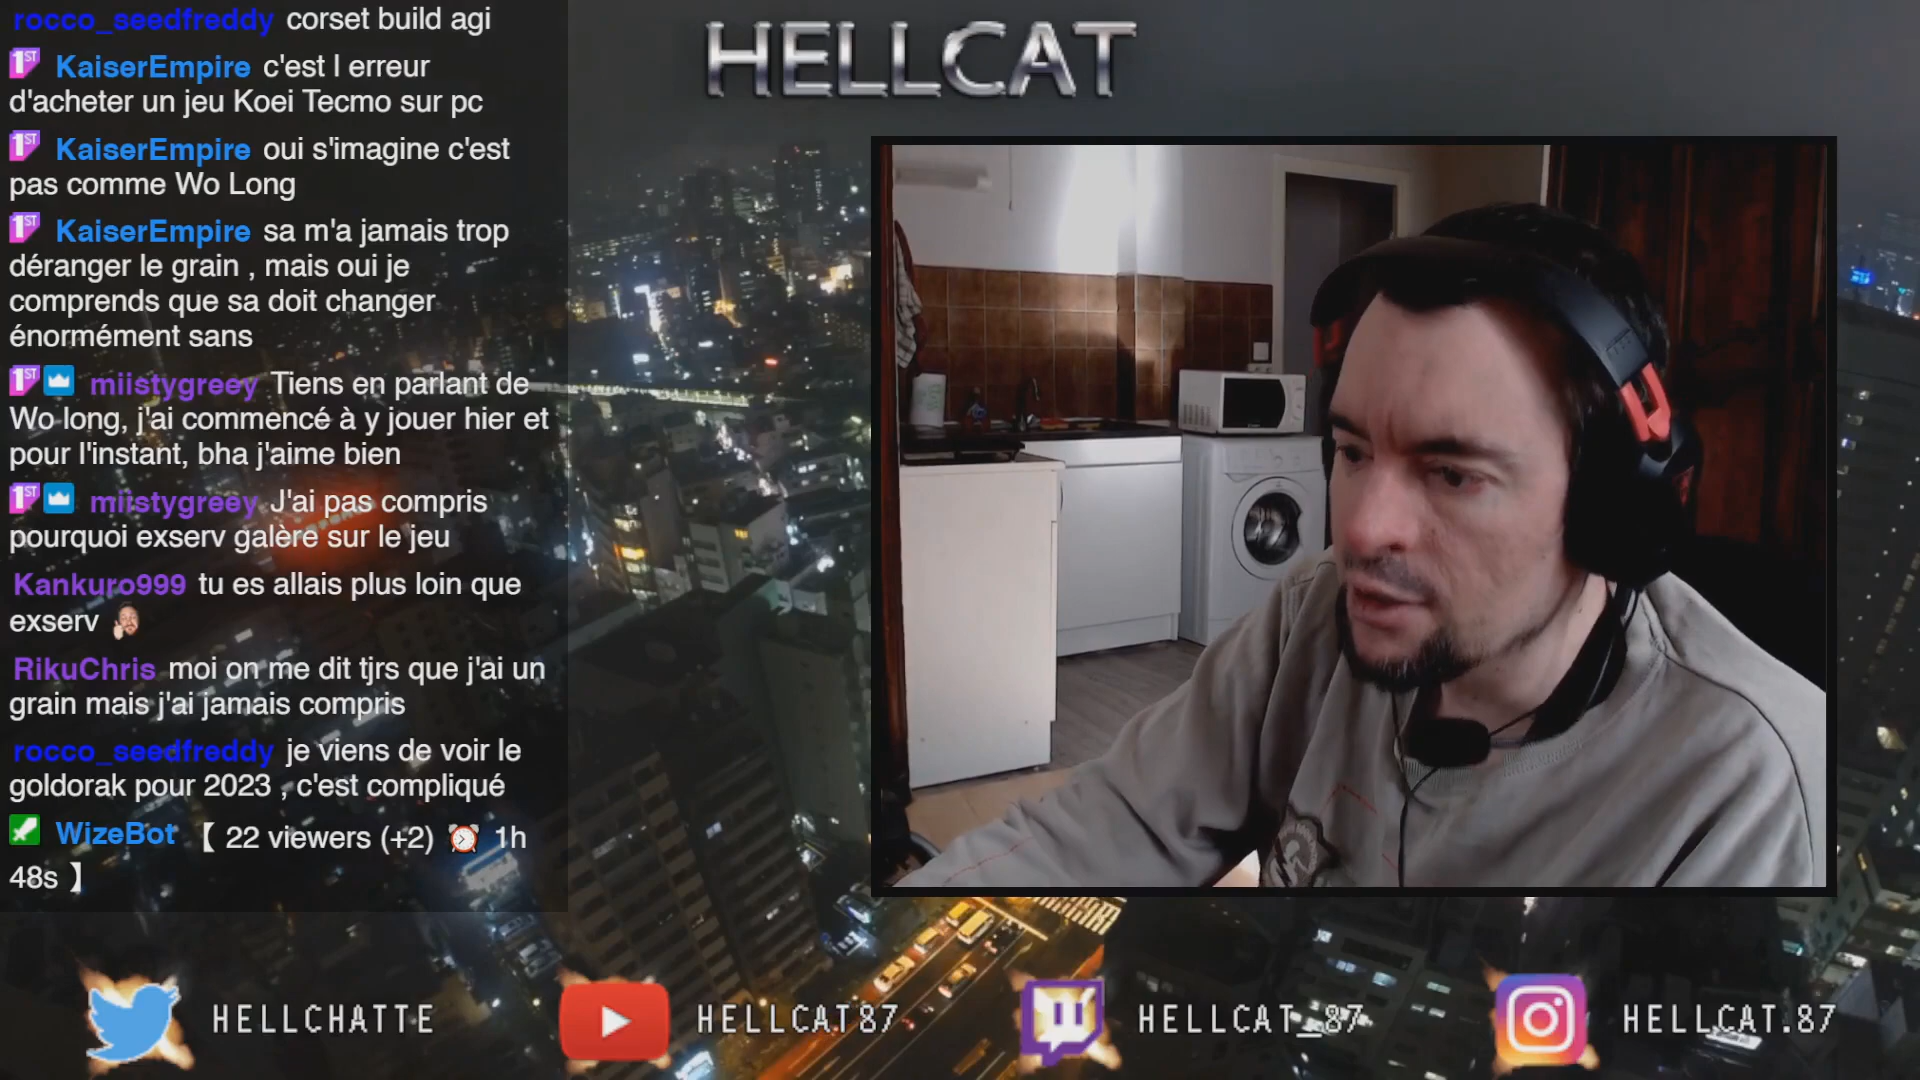 HELLCAT
rocco_seedfreddy corset build agi
1ST KaiserEmpire c'est l erreur
d'acheter un jeu Koei Tecmo sur pc
1ST KaiserEmpire oui s'imagine c'est
pas comme Wo Long
1ST KaiserEmpire sa m'a jamais trop
déranger le grain , mais oui je
comprends que sa doit changer
énormément sans
1ST miistygreey Tiens en parlant de
Wo long, j'ai commencé à y jouer hier et
pour l'instant, bha j'aime bien
1ST miistygreey J'ai pas compris
pourquoi exserv galère sur le jeu
Kankuro999 tu es allais plus loin que
exserv
RikuChris moi on me dit tjrs que j'ai un
grain mais j'ai jamais compris
rocco_seedfreddy je viens de voir le
goldorak pour 2023 , c'est compliqué
WizeBot 【 22 viewers (+2) ⏰ 1h
48s 】
HELLCHATTE
HELLCAT87
HELLCAT_87
HELLCAT.87